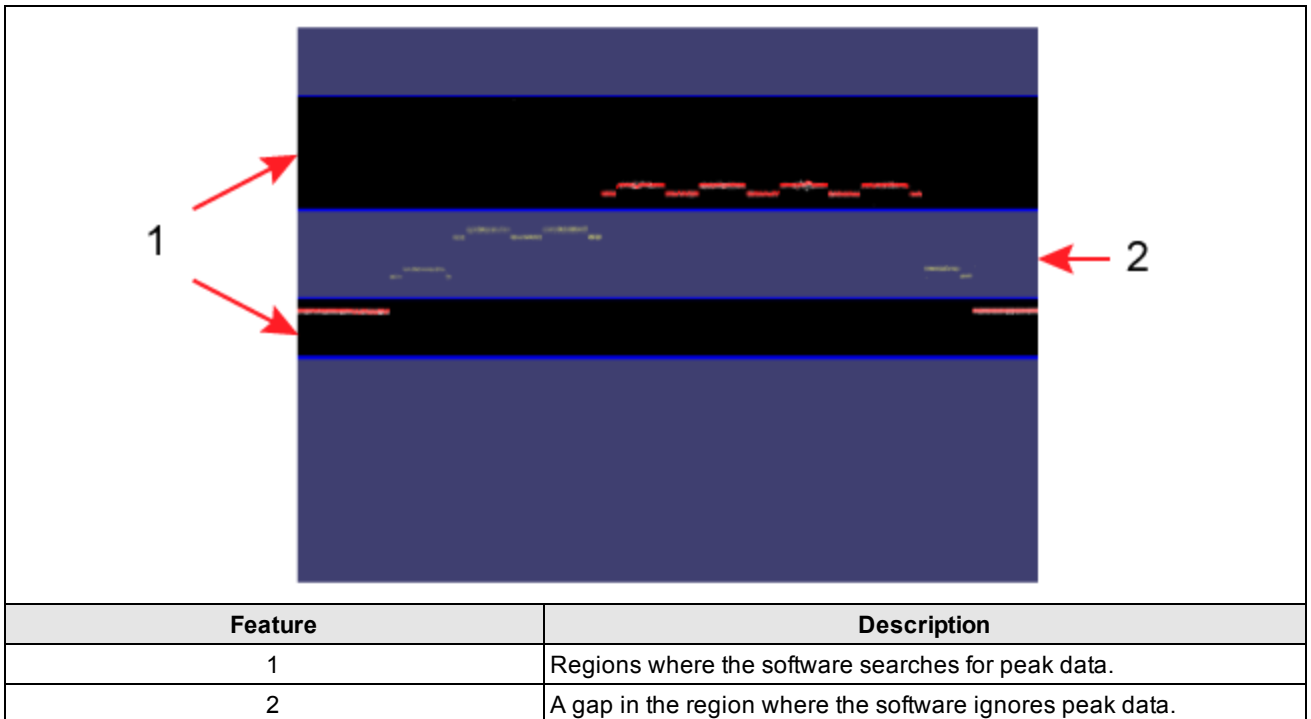 1
2
Feature Description
1 Regions where the software searches for peak data.
2 A gap in the region where the software ignores peak data.